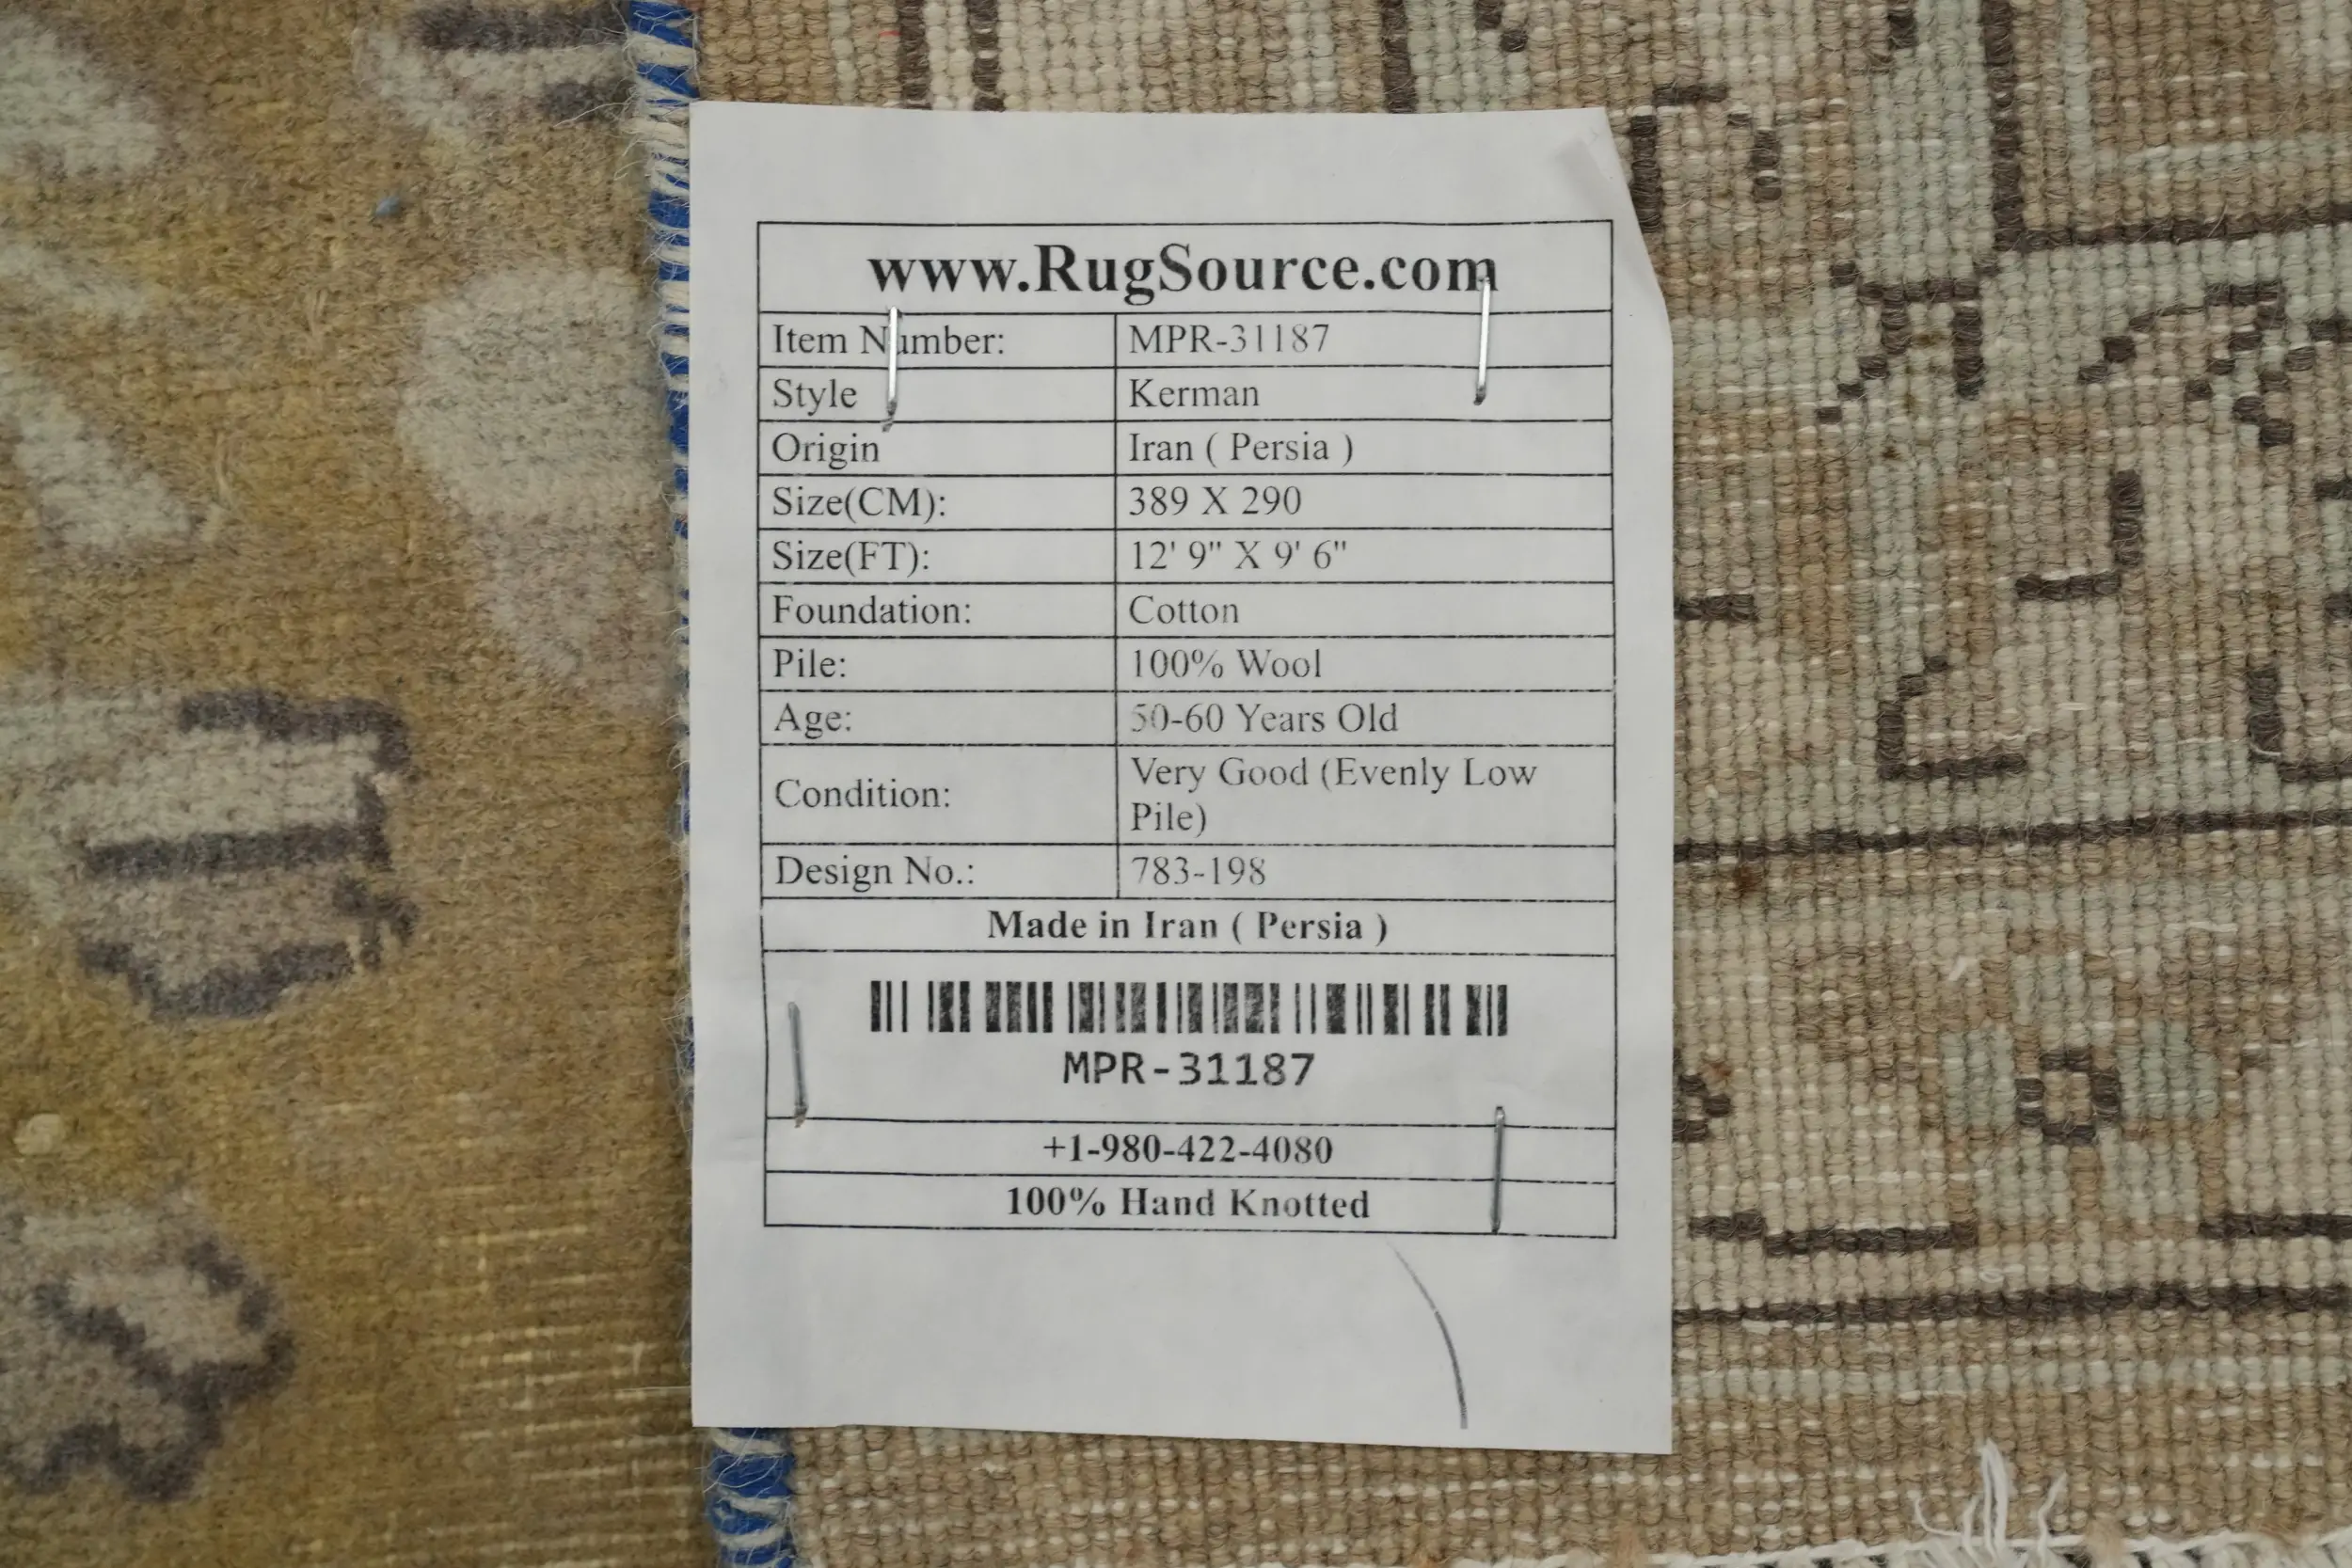 www.RugSource.com
Item Number: MPR-31187
Style Kerman
Origin Iran ( Persia )
Size(CM): 389 X 290
Size(FT): 12' 9" X 9' 6"
Foundation: Cotton
Pile: 100% Wool
Age: 50-60 Years Old
Condition: Very Good (Evenly Low
Pile)
Design No.: 783-198
Made in Iran ( Persia )
MPR-31187
+1-980-422-4080
100% Hand Knotted